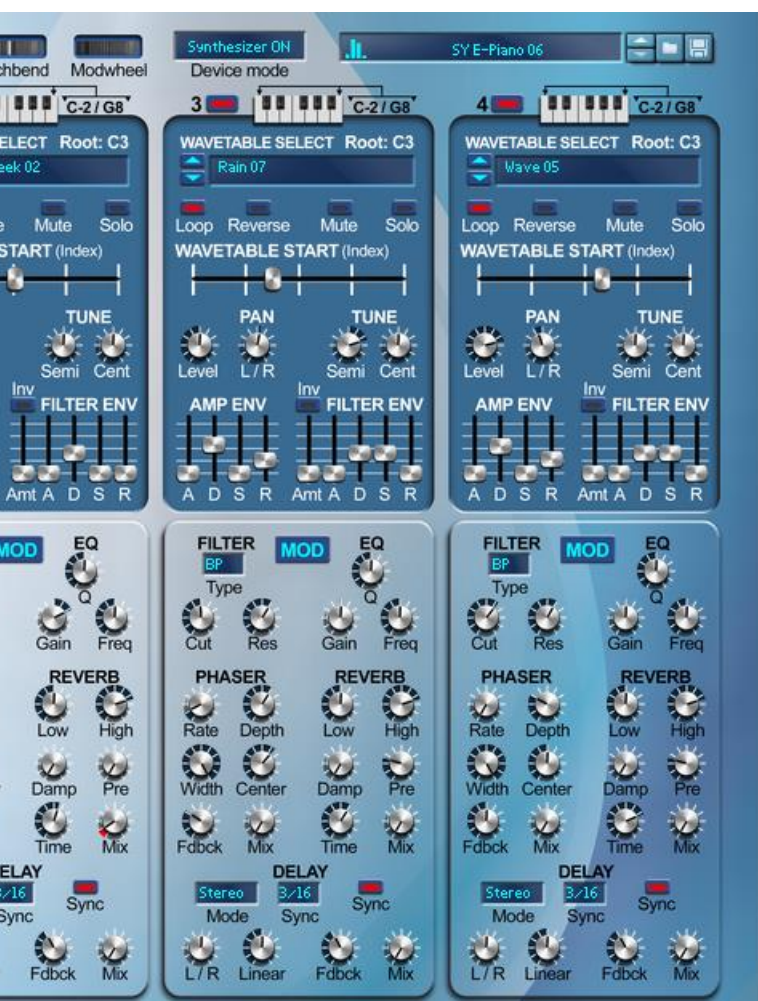 Synthesizer ON SY E-Piano 06
chbend Modwheel Device mode
C-2 / G8 3 C-2 / G8 4 C-2 / G8
ELECT Root: C3 WAVETABLE SELECT Root: C3 WAVETABLE SELECT Root: C3
eek 02 Rain 07 Wave 05
e Mute Solo Loop Reverse Mute Solo Loop Reverse Mute Solo
START (Index) WAVETABLE START (Index) WAVETABLE START (Index)
TUNE PAN TUNE PAN TUNE
Semi Cent Level L / R Semi Cent Level L / R Semi Cent
Inv Inv Inv
FILTER ENV AMP ENV FILTER ENV AMP ENV FILTER ENV
Amt A D S R A D S R Amt A D S R A D S R Amt A D S R
MOD EQ FILTER MOD EQ FILTER MOD EQ
BP BP
Q Type Q Type Q
Gain Freq Cut Res Gain Freq Cut Res Gain Freq
REVERB PHASER REVERB PHASER REVERB
Low High Rate Depth Low High Rate Depth Low High
Damp Pre Width Center Damp Pre Width Center Damp Pre
Time Mix Fdbck Mix Time Mix Fdbck Mix Time Mix
ELAY DELAY DELAY
3/16 Stereo 3/16 Stereo 3/16
Sync Sync Mode Sync Sync Mode Sync Sync
Fdbck Mix L / R Linear Fdbck Mix L / R Linear Fdbck Mix